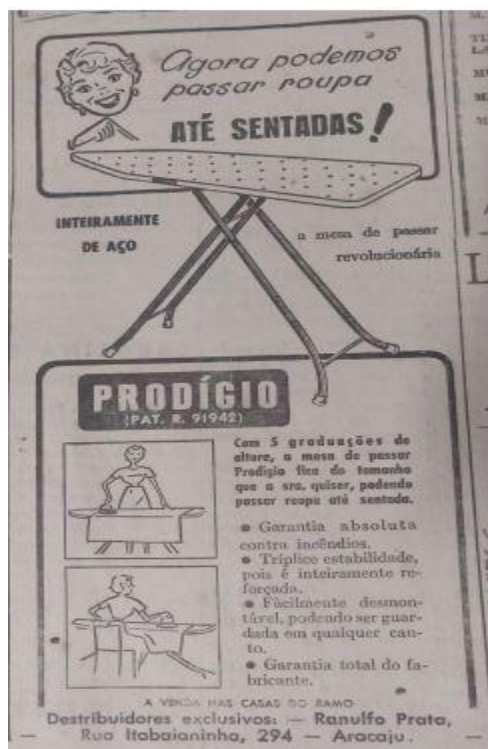 Agora podemos
passar roupa
ATÉ SENTADAS!
INTEIRAMENTE
DE AÇO
a mesa de passar
revolucionária
PRODÍGIO
(PAT. R. 91942)
Com 5 graduações de
altura, a mesa de passar
Prodígio fica do tamanho
que a sra. quiser, podendo
passar roupa até sentada.
● Garantia absoluta
contra incêndios.
● Tríplice estabilidade,
pois é inteiramente re-
forçada.
● Fàcilmente desmon-
tável, podendo ser guar-
dada em qualquer can-
to.
● Garantia total do fa-
bricante.
A VENDA NAS CASAS DO RAMO
Distribuidores exclusivos: — Ranulfo Prata,
— Rua Itabaianinha, 294 — Aracaju. —